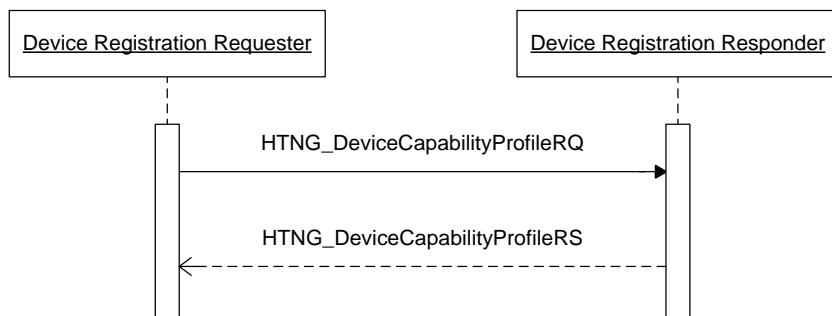 Device Registration Requester
Device Registration Responder
HTNG_DeviceCapabilityProfileRQ
HTNG_DeviceCapabilityProfileRS